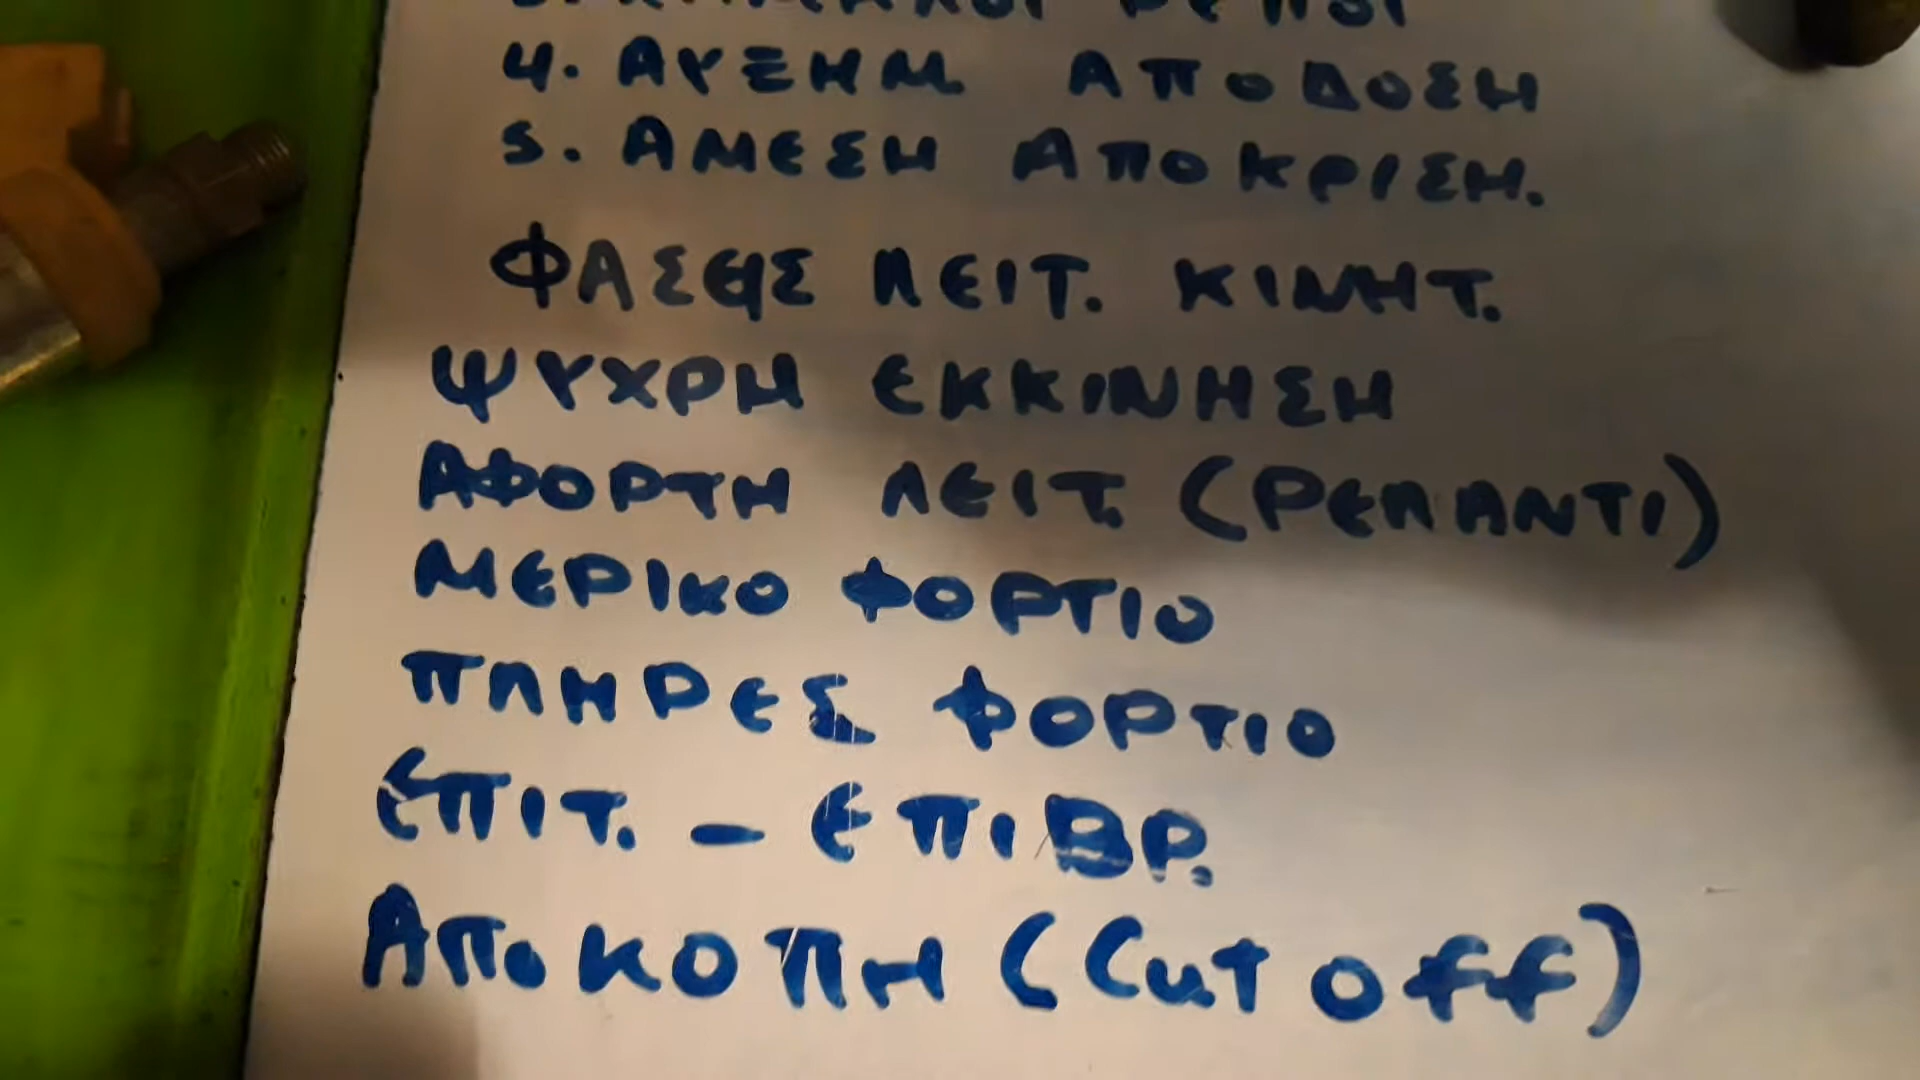 4. ΑΥΞΗΜ. ΑΠΟΔΟΣΗ
5. ΑΜΕΣΗ ΑΠΟΚΡΙΣΗ.
ΦΑΣΕΙΣ ΛΕΙΤ. ΚΙΝΗΤ.
ΨΥΧΡΗ ΕΚΚΙΝΗΣΗ
ΑΦΟΡΤΗ ΛΕΙΤ. (ΡΕΛΑΝΤΙ)
ΜΕΡΙΚΟ ΦΟΡΤΙΟ
ΠΛΗΡΕΣ ΦΟΡΤΙΟ
ΕΠΙΤ. - ΕΠΙΒΡ.
ΑΠΟΚΟΠΗ (Cut off)